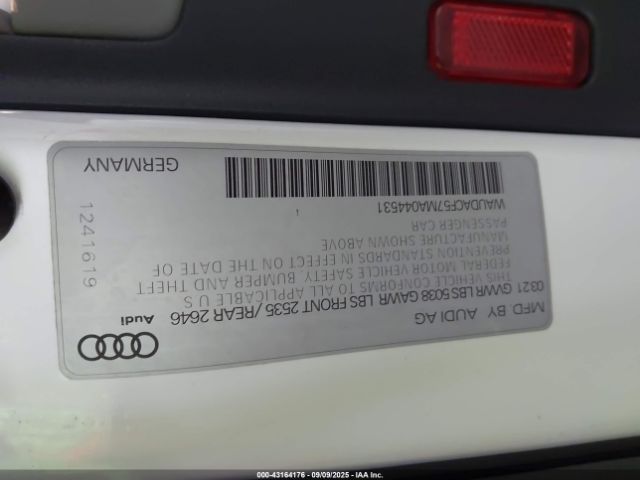 MFD BY AUDI AG
0321 GVWR LBS 5038 GAWR LBS FRONT 2535 /REAR 2646
THIS VEHICLE CONFORMS TO ALL APPLICABLE U S
FEDERAL MOTOR VEHICLE SAFETY, BUMPER AND THEFT
PREVENTION STANDARDS IN EFFECT ON THE DATE OF
MANUFACTURE SHOWN ABOVE
PASSENGER CAR
WAUDACF57MA044531
Audi
1241619
GERMANY
00-43164176 | 09/09/2025 | IAA Inc.